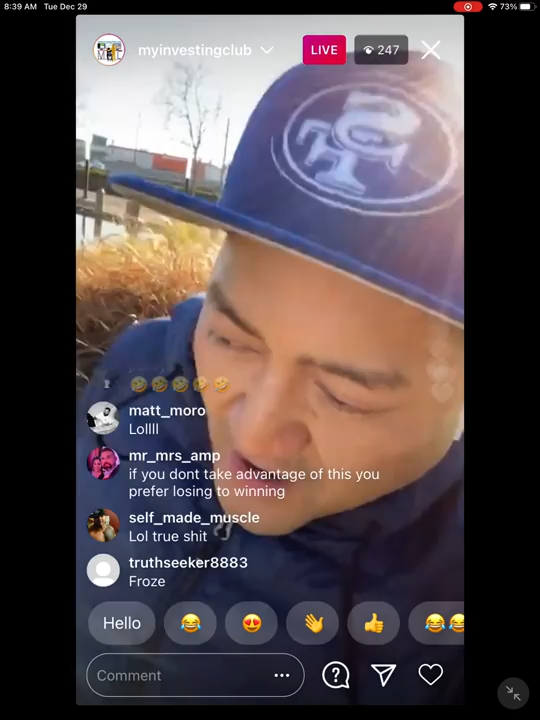 8:39 AM Tue Dec 29
73%
myinvestingclub
LIVE
247
matt_moro
Lollll
mr_mrs_amp
if you dont take advantage of this you
prefer losing to winning
self_made_muscle
Lol true shit
truthseeker8883
Froze
Hello
Comment